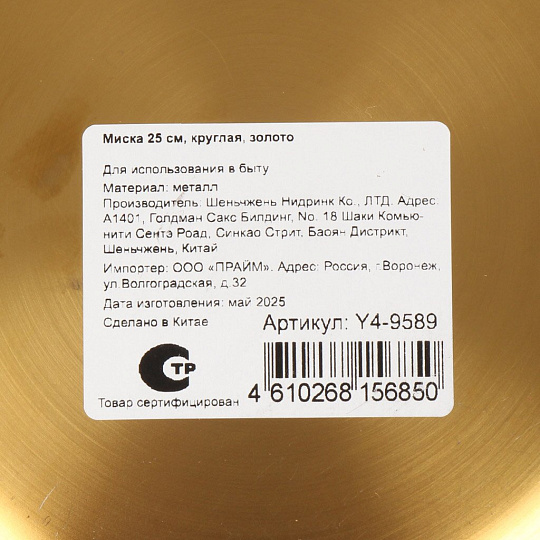 Миска 25 см, круглая, золото
Для использования в быту
Материал: металл
Производитель: Шеньчжень Нидринк Ко., ЛТД. Адрес:
А1401, Голдман Сакс Билдинг, No. 18 Шаки Комью-
нити Сентэ Роад, Синкао Стрит, Баоян Дистрикт,
Шеньчжень, Китай
Импортер: ООО «ПРАЙМ». Адрес: Россия, г.Воронеж,
ул.Волгоградская, д.32
Дата изготовления: май 2025
Сделано в Китае
Артикул: Y4-9589
СТР
Товар сертифицирован
4 610268 156850